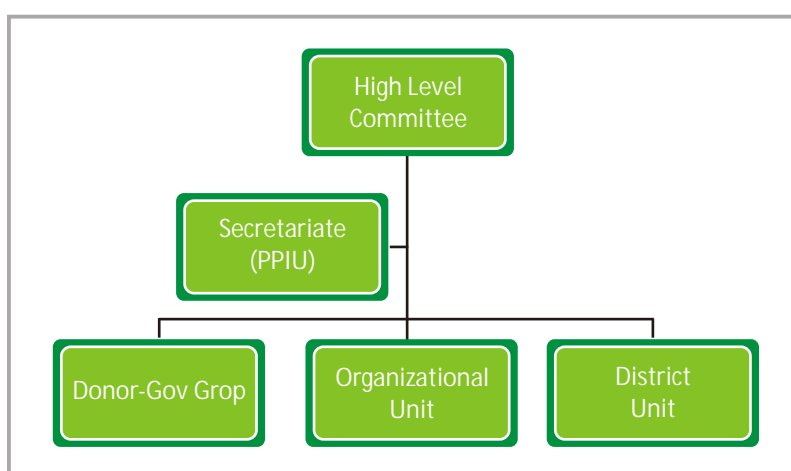 High Level
Committee
Secretariate
(PPIU)
Donor-Gov Grop
Organizational
Unit
District
Unit